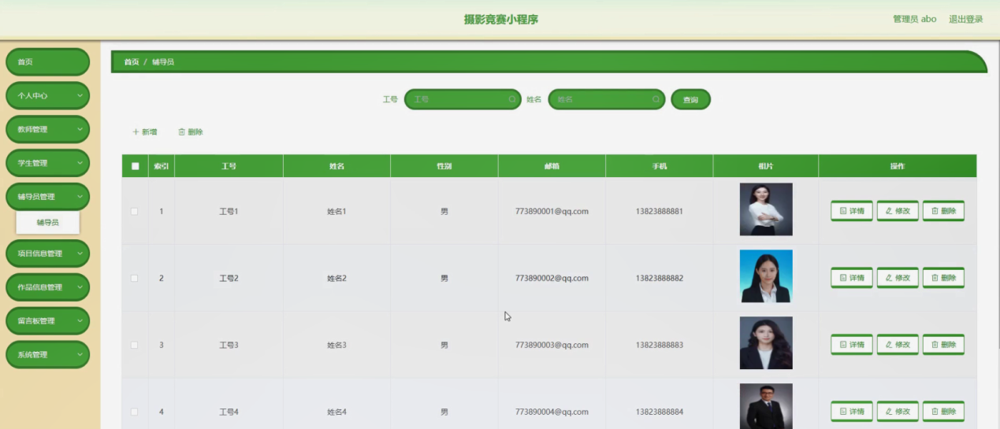 摄影竞赛小程序
管理员 abo 退出登录
首页
个人中心
教师管理
学生管理
辅导员管理
辅导员
项目信息管理
作品信息管理
留言板管理
系统管理
首页 / 辅导员
工号 工号 姓名 姓名 查询
新增 删除
索引 工号 姓名 性别 邮箱 手机 相片 操作
1 工号1 姓名1 男 773890001@qq.com 13823888881 详情 修改 删除
2 工号2 姓名2 男 773890002@qq.com 13823888882 详情 修改 删除
3 工号3 姓名3 男 773890003@qq.com 13823888883 详情 修改 删除
4 工号4 姓名4 男 773890004@qq.com 13823888884 详情 修改 删除